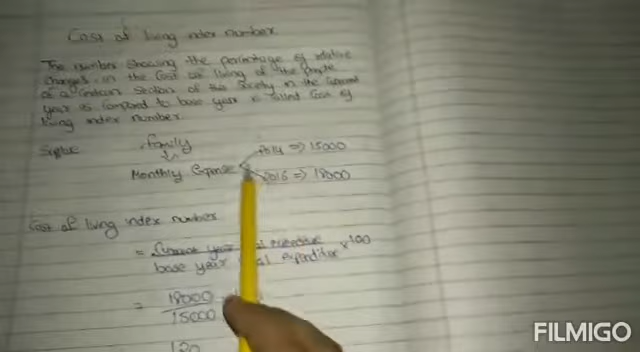 Cost of living index number
The number showing the percentage of relative
changes in the cost of living of the people
of a certain section of the society in the current
year as compared to base year is called cost of
living index number.
Suppose family
Monthly Expense 2014 => 15000
2015 => 18000
Cost of living index number
= Current year total expenditure
base year total expenditure × 100
= 18000
15000
120
FILMIGO